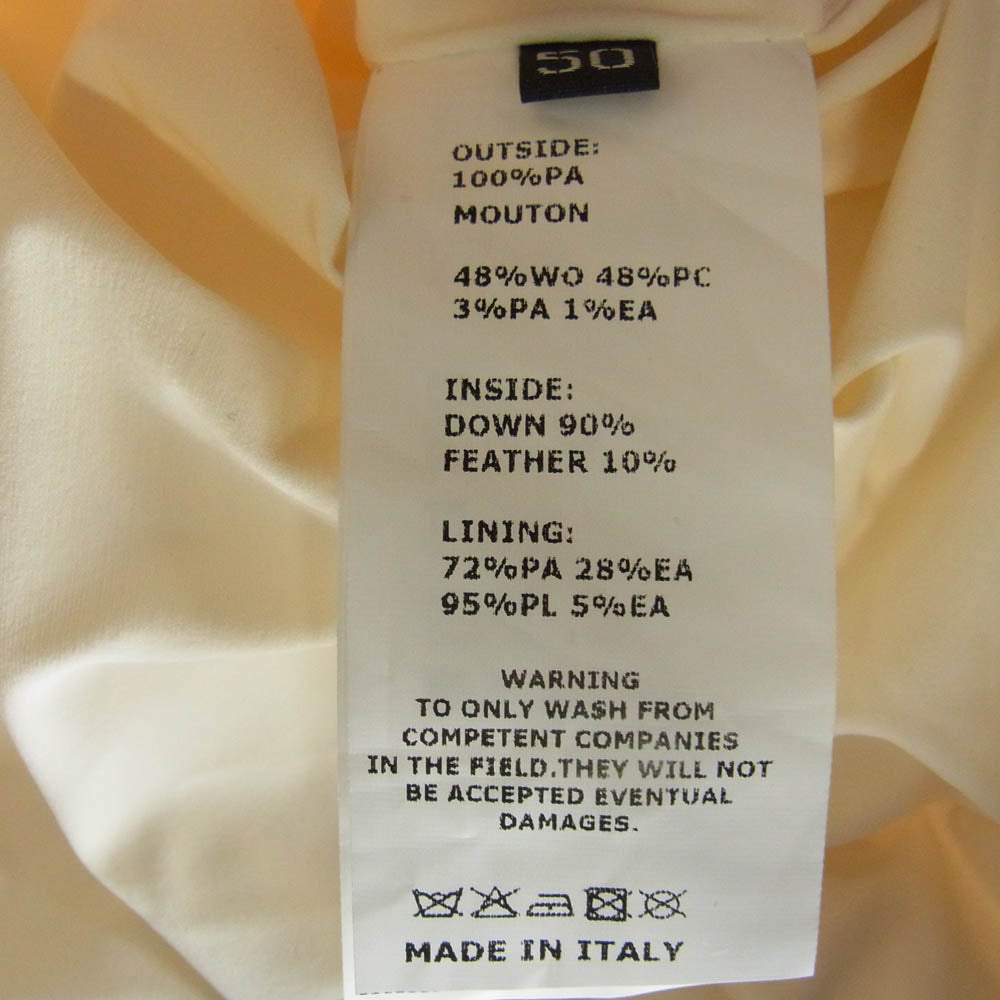 50
OUTSIDE:
100%PA
MOUTON
48%WO 48%PC
3%PA 1%EA
INSIDE:
DOWN 90%
FEATHER 10%
LINING:
72%PA 28%EA
95%PL 5%EA
WARNING
TO ONLY WASH FROM
COMPETENT COMPANIES
IN THE FIELD.THEY WILL NOT
BE ACCEPTED EVENTUAL
DAMAGES.
MADE IN ITALY